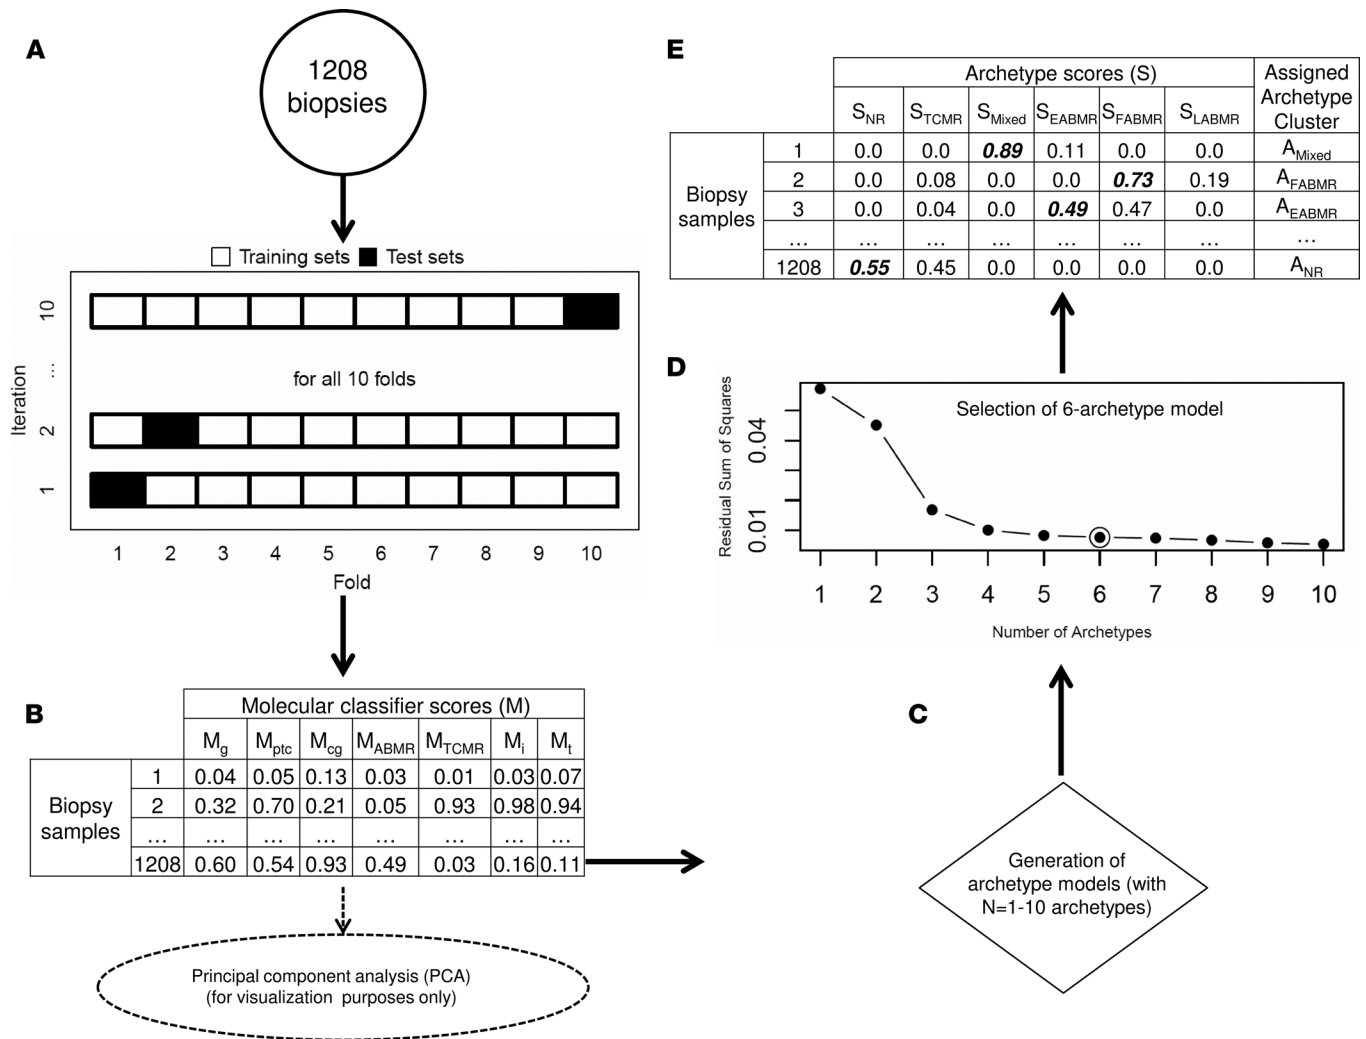 A
1208
biopsies
Training sets Test sets
Iteration
10
...
2
1
for all 10 folds
1 2 3 4 5 6 7 8 9 10
Fold
B
Molecular classifier scores (M)
Mg Mptc Mcg MABMR MTCMR Mi Mt
Biopsy
samples
1 0.04 0.05 0.13 0.03 0.01 0.03 0.07
2 0.32 0.70 0.21 0.05 0.93 0.98 0.94
... ... ... ... ... ... ... ...
1208 0.60 0.54 0.93 0.49 0.03 0.16 0.11
Principal component analysis (PCA)
(for visualization purposes only)
C
Generation of
archetype models (with
N=1-10 archetypes)
D
Selection of 6-archetype model
Residual Sum of Squares
0.04
0.01
1 2 3 4 5 6 7 8 9 10
Number of Archetypes
E
Archetype scores (S)
Assigned
Archetype
Cluster
SNR STCMR SMixed SEABMR SFABMR SLABMR
Biopsy
samples
1 0.0 0.0 0.89 0.11 0.0 0.0 AMixed
2 0.0 0.08 0.0 0.0 0.73 0.19 AFABMR
3 0.0 0.04 0.0 0.49 0.47 0.0 AEABMR
... ... ... ... ... ... ... ...
1208 0.55 0.45 0.0 0.0 0.0 0.0 ANR